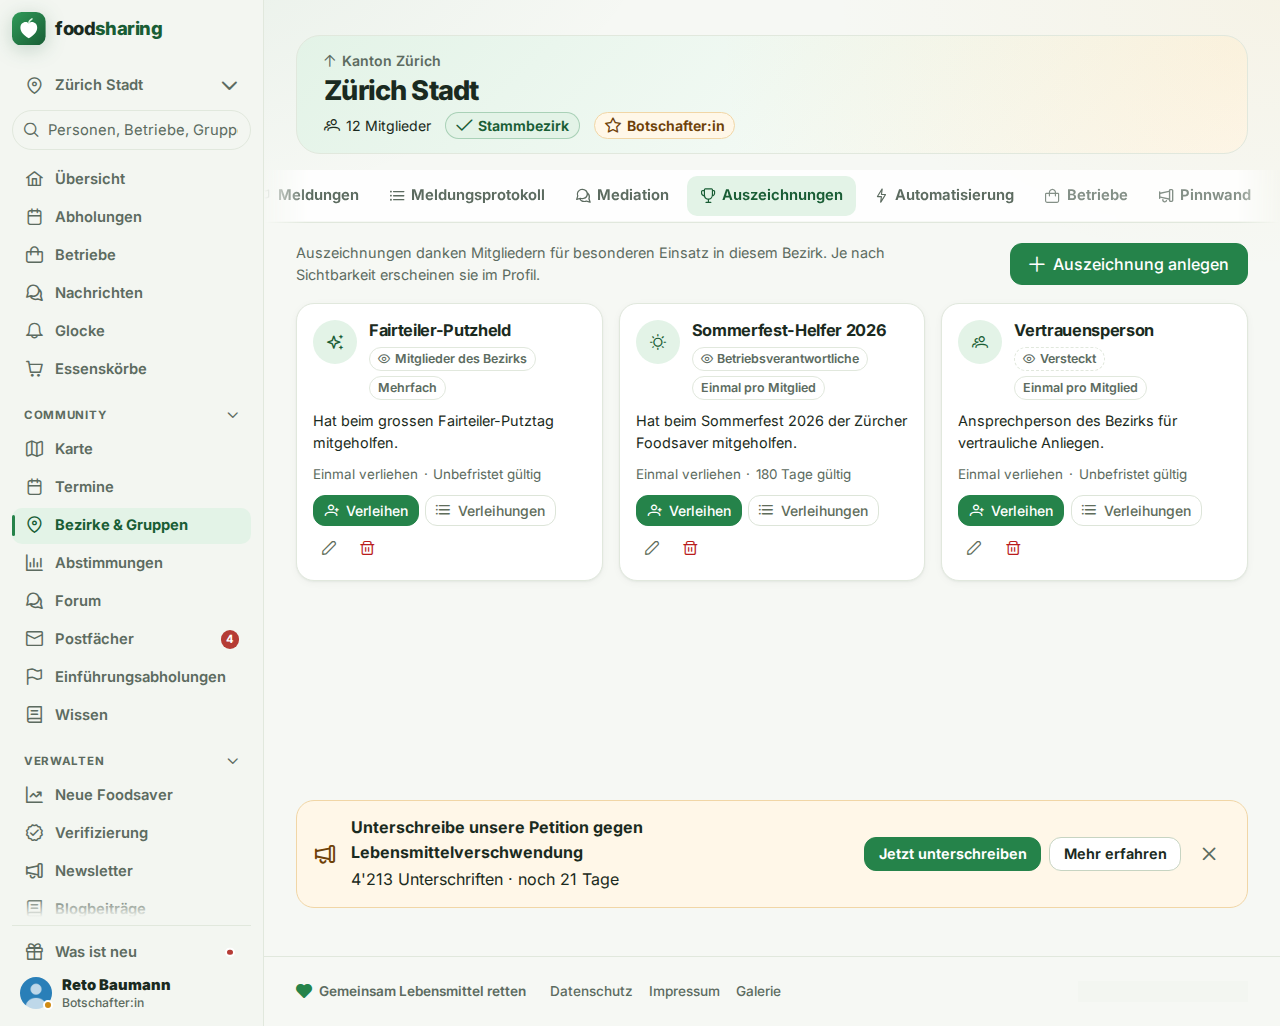 foodsharing
Zürich Stadt
Personen, Betriebe, Grupp
Übersicht
Abholungen
Betriebe
Nachrichten
Glocke
Essenskörbe
COMMUNITY
Karte
Termine
Bezirke & Gruppen
Abstimmungen
Forum
Postfächer 4
Einführungsabholungen
Wissen
VERWALTEN
Neue Foodsaver
Verifizierung
Newsletter
Blogbeiträge
Was ist neu
Reto Baumann
Botschafter:in
Kanton Zürich
Zürich Stadt
12 Mitglieder Stammbezirk Botschafter:in
Meldungen Meldungsprotokoll Mediation Auszeichnungen Automatisierung Betriebe Pinnwand
Auszeichnungen danken Mitgliedern für besonderen Einsatz in diesem Bezirk. Je nach
Sichtbarkeit erscheinen sie im Profil.
Auszeichnung anlegen
Fairteiler-Putzheld
Mitglieder des Bezirks
Mehrfach
Hat beim grossen Fairteiler-Putztag
mitgeholfen.
Einmal verliehen · Unbefristet gültig
Verleihen Verleihungen
Sommerfest-Helfer 2026
Betriebsverantwortliche
Einmal pro Mitglied
Hat beim Sommerfest 2026 der Zürcher
Foodsaver mitgeholfen.
Einmal verliehen · 180 Tage gültig
Verleihen Verleihungen
Vertrauensperson
Versteckt
Einmal pro Mitglied
Ansprechperson des Bezirks für
vertrauliche Anliegen.
Einmal verliehen · Unbefristet gültig
Verleihen Verleihungen
Unterschreibe unsere Petition gegen
Lebensmittelverschwendung
4'213 Unterschriften · noch 21 Tage
Jetzt unterschreiben Mehr erfahren
Gemeinsam Lebensmittel retten Datenschutz Impressum Galerie